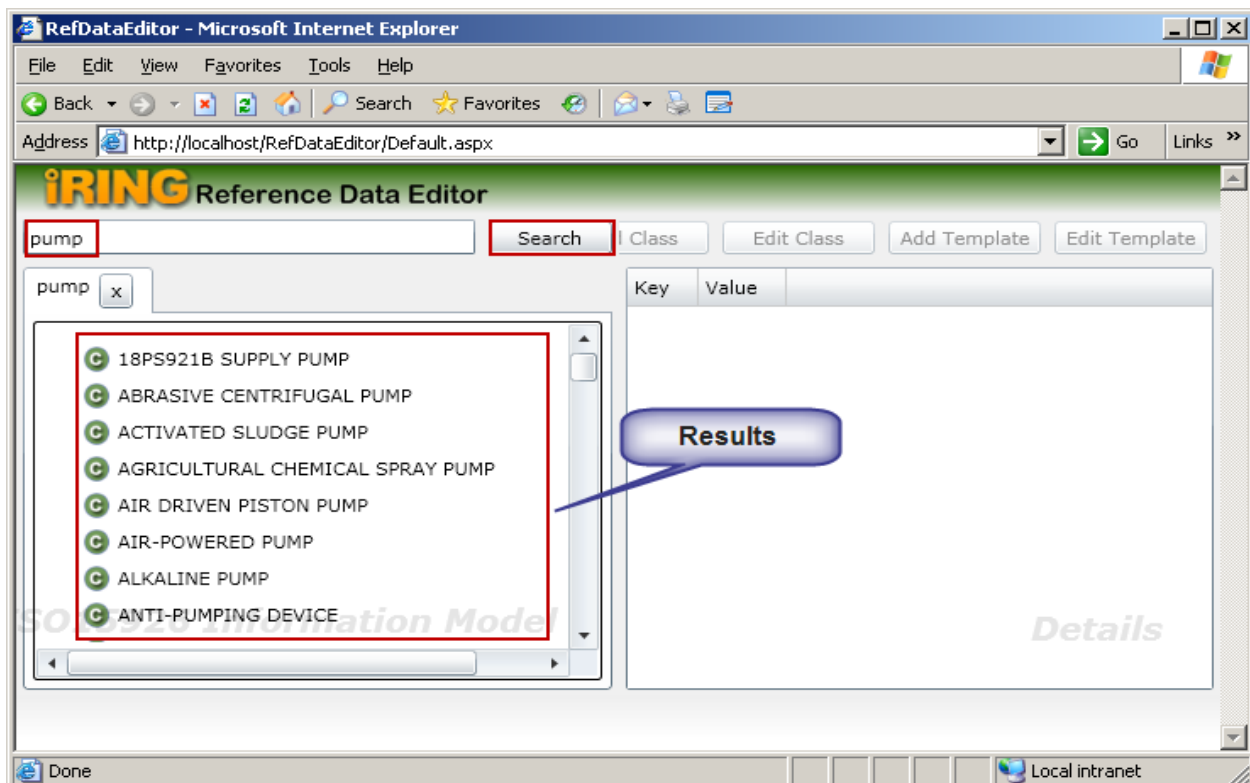 RefDataEditor - Microsoft Internet Explorer
File Edit View Favorites Tools Help
Back Search Favorites
Address http://localhost/RefDataEditor/Default.aspx Go Links »
iRING Reference Data Editor
pump Search l Class Edit Class Add Template Edit Template
pump x
Key Value
18PS921B SUPPLY PUMP
ABRASIVE CENTRIFUGAL PUMP
ACTIVATED SLUDGE PUMP
AGRICULTURAL CHEMICAL SPRAY PUMP
AIR DRIVEN PISTON PUMP
AIR-POWERED PUMP
ALKALINE PUMP
ANTI-PUMPING DEVICE
Results
SO15926 Information Model
Details
Done Local intranet